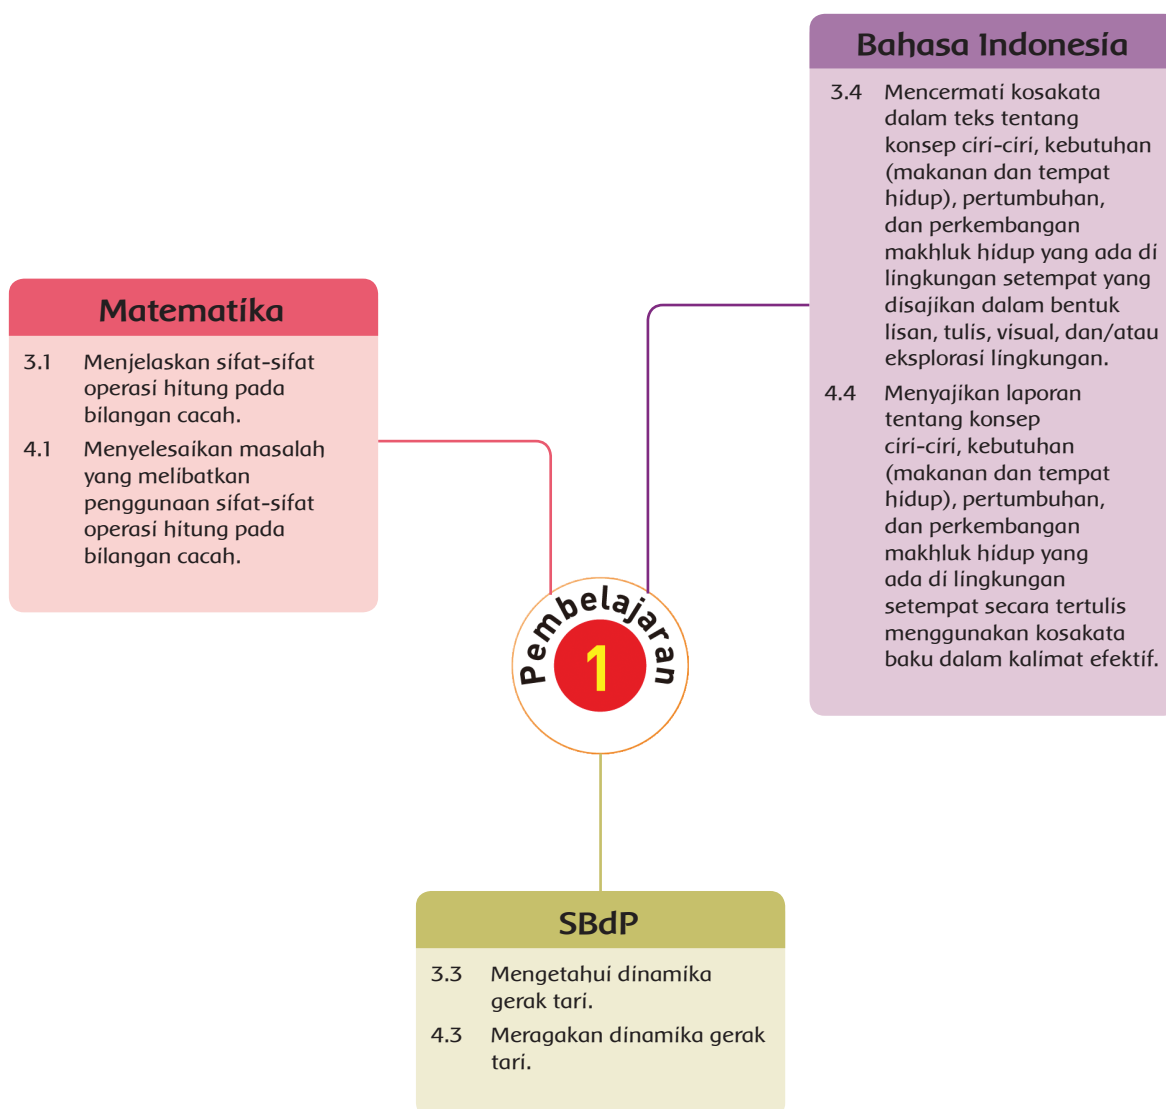 Bahasa Indonesia
3.4 Mencermati kosakata
dalam teks tentang
konsep ciri-ciri, kebutuhan
(makanan dan tempat
hidup), pertumbuhan,
dan perkembangan
makhluk hidup yang ada di
lingkungan setempat yang
disajikan dalam bentuk
lisan, tulis, visual, dan/atau
eksplorasi lingkungan.
4.4 Menyajikan laporan
tentang konsep
ciri-ciri, kebutuhan
(makanan dan tempat
hidup), pertumbuhan,
dan perkembangan
makhluk hidup yang
ada di lingkungan
setempat secara tertulis
menggunakan kosakata
baku dalam kalimat efektif.
Matematika
3.1 Menjelaskan sifat-sifat
operasi hitung pada
bilangan cacah.
4.1 Menyelesaikan masalah
yang melibatkan
penggunaan sifat-sifat
operasi hitung pada
bilangan cacah.
Pembelajaran
1
SBdP
3.3 Mengetahui dinamika
gerak tari.
4.3 Meragakan dinamika gerak
tari.